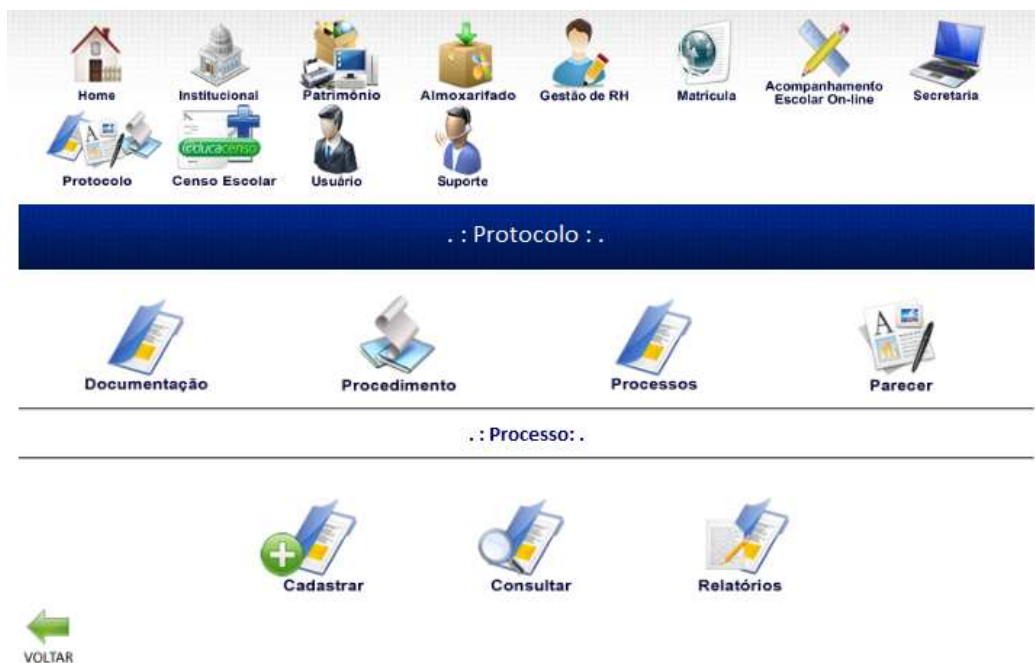 Home Institucional Patrimônio Almoxarifado Gestão de RH Matrícula Acompanhamento Escolar On-line Secretaria
educacenso
Protocolo Censo Escolar Usuário Suporte
. : Protocolo : .
A
Documentação Procedimento Processos Parecer
. : Processo: .
Cadastrar Consultar Relatórios
VOLTAR